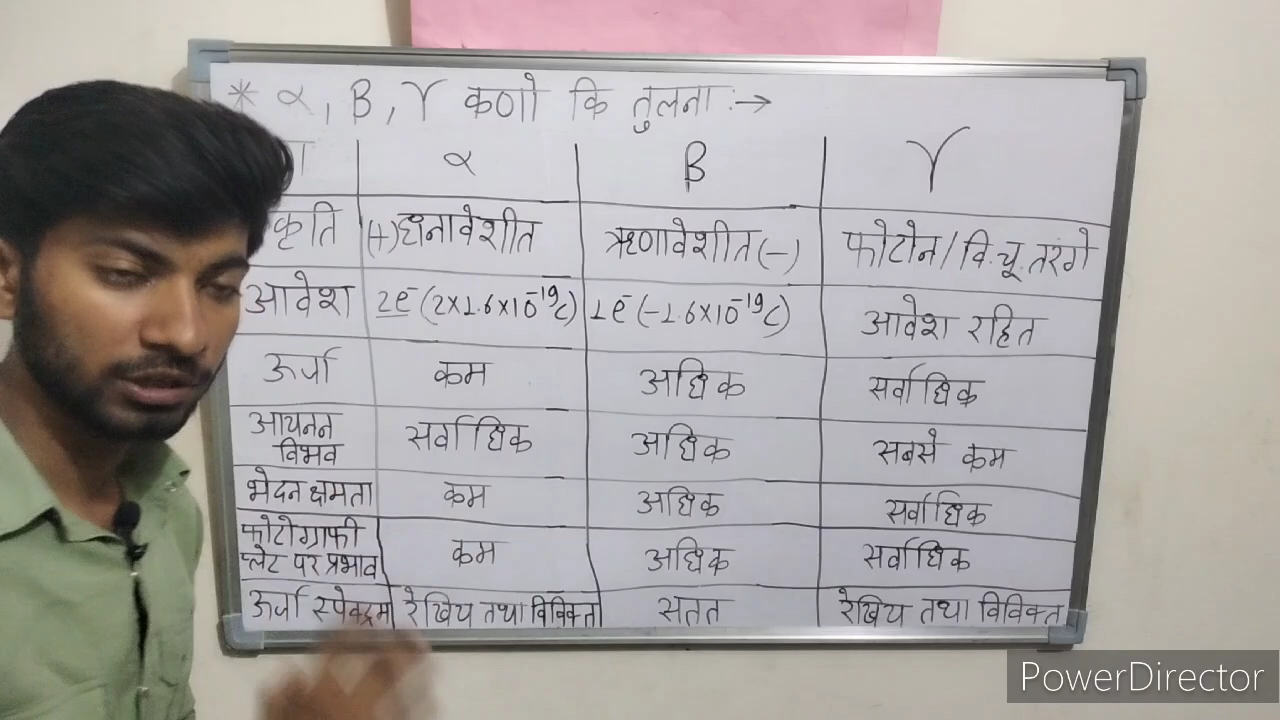 * α, β, γ कणो कि तुलना :→
α β γ
(+)धनावेशीत ऋणावेशीत(-) फोटोन/वि.चू.तरंगे
आवेश 2e⁻(2×1.6×10⁻¹⁹C) 1e⁻(-1.6×10⁻¹⁹C) आवेश रहित
ऊर्जा कम अधिक सर्वाधिक
आयनन
विभव सर्वाधिक अधिक सबसे कम
भेदन क्षमता कम अधिक सर्वाधिक
फोटोग्राफी
प्लेट पर प्रभाव कम अधिक सर्वाधिक
ऊर्जा स्पेक्ट्रम रेखिय तथा विविक्त सतत रेखिय तथा विविक्त
PowerDirector